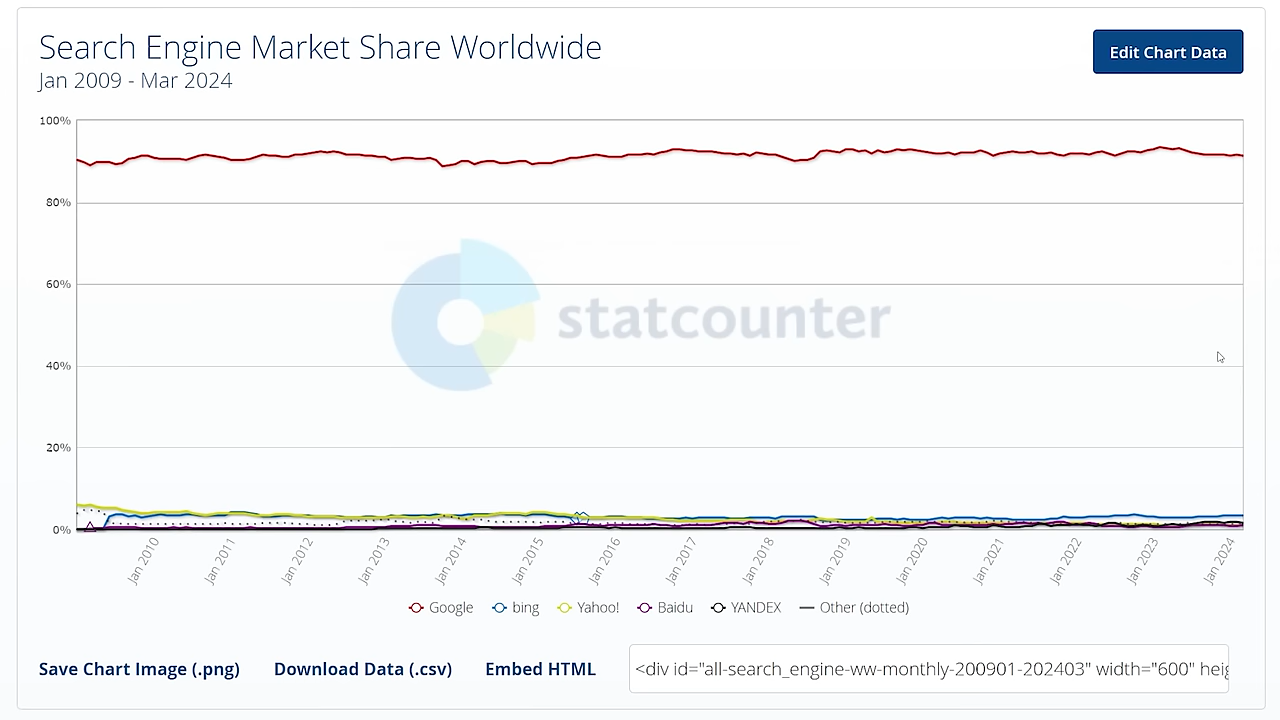 Search Engine Market Share Worldwide
Jan 2009 - Mar 2024
Edit Chart Data
100%
80%
60%
40%
20%
0%
statcounter
Jan 2010
Jan 2011
Jan 2012
Jan 2013
Jan 2014
Jan 2015
Jan 2016
Jan 2017
Jan 2018
Jan 2019
Jan 2020
Jan 2021
Jan 2022
Jan 2023
Jan 2024
Google bing Yahoo! Baidu YANDEX Other (dotted)
Save Chart Image (.png) Download Data (.csv) Embed HTML <div id="all-search_engine-ww-monthly-200901-202403" width="600" heig